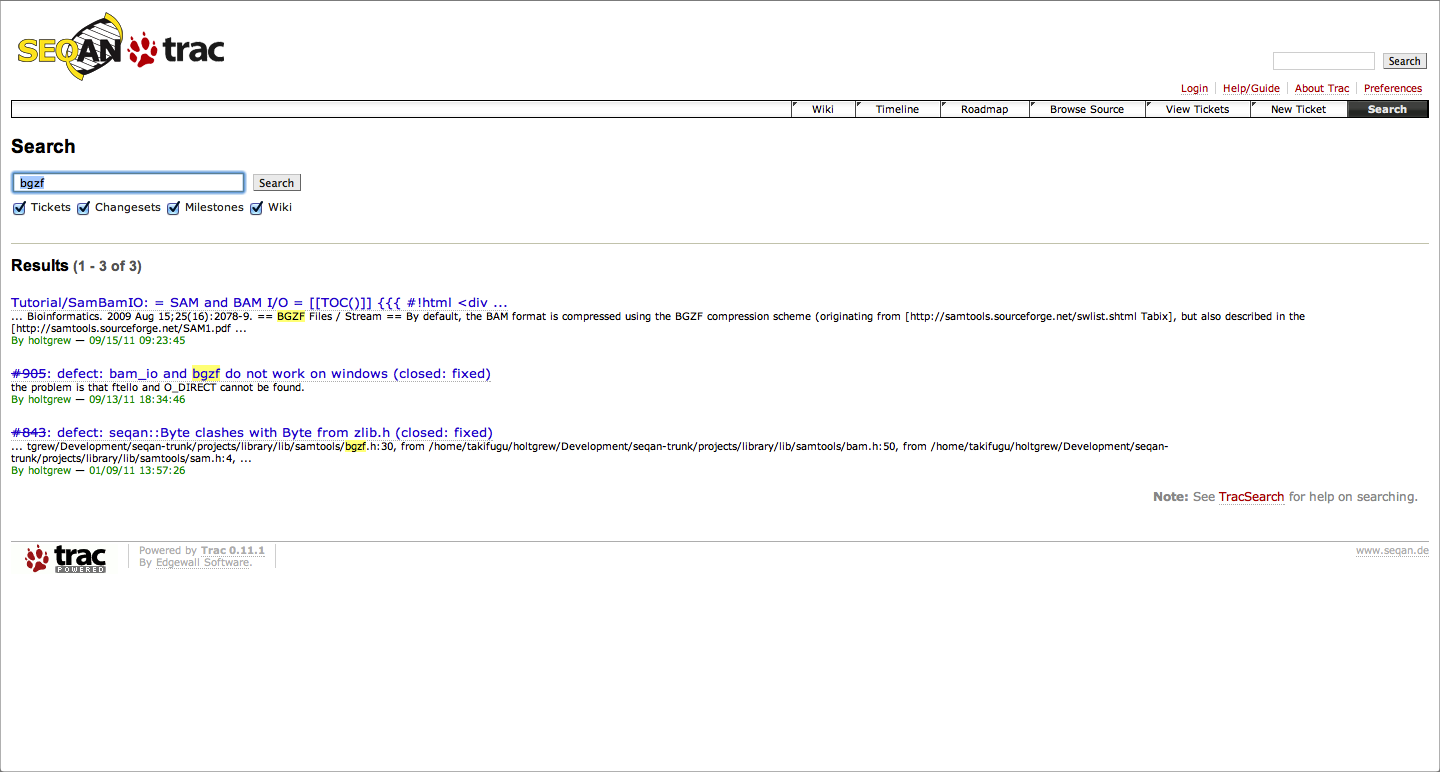 SEQAN trac
Search
Login Help/Guide About Trac Preferences
Wiki Timeline Roadmap Browse Source View Tickets New Ticket Search
Search
bgzf Search
Tickets Changesets Milestones Wiki
Results (1 - 3 of 3)
Tutorial/SamBamIO: = SAM and BAM I/O = [[TOC()]] {{{ #!html <div ...
... Bioinformatics. 2009 Aug 15;25(16):2078-9. == BGZF Files / Stream == By default, the BAM format is compressed using the BGZF compression scheme (originating from [http://samtools.sourceforge.net/swlist.shtml Tabix], but also described in the
[http://samtools.sourceforge.net/SAM1.pdf ...
By holtgrew — 09/15/11 09:23:45
#905: defect: bam_io and bgzf do not work on windows (closed: fixed)
the problem is that ftello and O_DIRECT cannot be found.
By holtgrew — 09/13/11 18:34:46
#843: defect: seqan::Byte clashes with Byte from zlib.h (closed: fixed)
... tgrew/Development/seqan-trunk/projects/library/lib/samtools/bgzf.h:30, from /home/takifugu/holtgrew/Development/seqan-trunk/projects/library/lib/samtools/bam.h:50, from /home/takifugu/holtgrew/Development/seqan-
trunk/projects/library/lib/samtools/sam.h:4, ...
By holtgrew — 01/09/11 13:57:26
Note: See TracSearch for help on searching.
trac POWERED
Powered by Trac 0.11.1
By Edgewall Software.
www.seqan.de